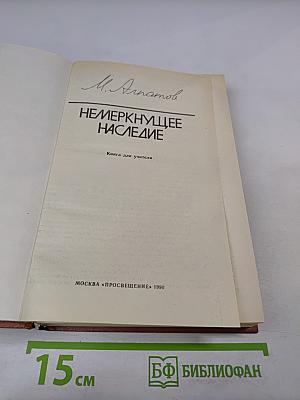 М. Алпатов
НЕМЕРКНУЩЕЕ
НАСЛЕДИЕ
Книга для учителя
МОСКВА «ПРОСВЕЩЕНИЕ» 1990
15 см
БФ БИБЛИОФАН